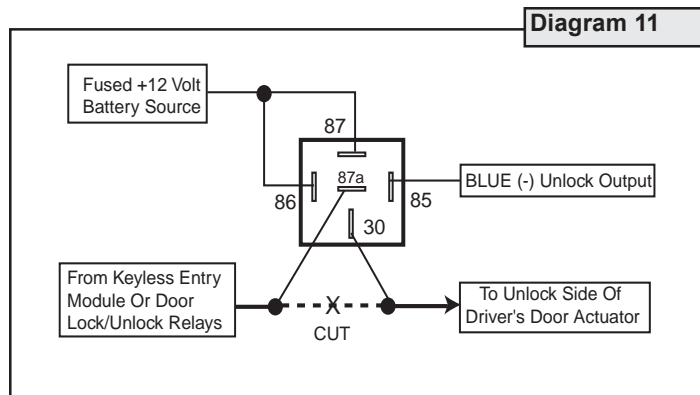 Diagram 11
Fused +12 Volt
Battery Source
87
87a
86
85
30
BLUE (-) Unlock Output
From Keyless Entry
Module Or Door
Lock/Unlock Relays
X
CUT
To Unlock Side Of
Driver's Door Actuator